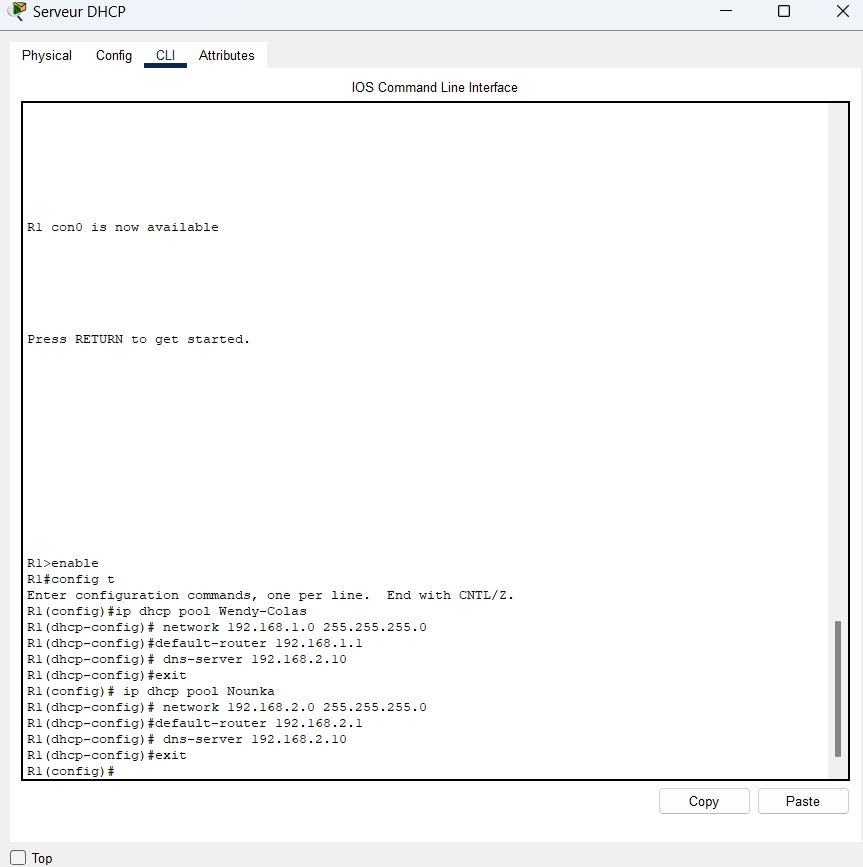 Serveur DHCP
Physical Config CLI Attributes
IOS Command Line Interface
R1 con0 is now available
Press RETURN to get started.
R1>enable
R1#config t
Enter configuration commands, one per line.  End with CNTL/Z.
R1(config)#ip dhcp pool Wendy-Colas
R1(dhcp-config)# network 192.168.1.0 255.255.255.0
R1(dhcp-config)#default-router 192.168.1.1
R1(dhcp-config)# dns-server 192.168.2.10
R1(dhcp-config)#exit
R1(config)# ip dhcp pool Nounka
R1(dhcp-config)# network 192.168.2.0 255.255.255.0
R1(dhcp-config)#default-router 192.168.2.1
R1(dhcp-config)# dns-server 192.168.2.10
R1(dhcp-config)#exit
R1(config)#
Copy Paste
Top